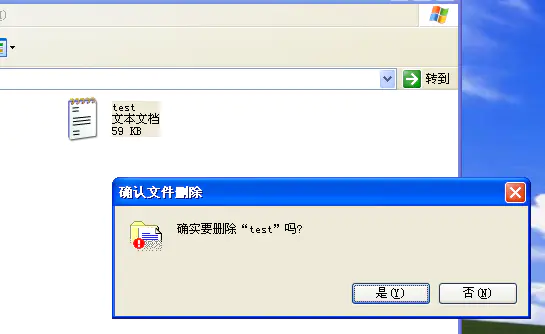 转到
test
文本文档
59 KB
确认文件删除
确实要删除“test”吗?
是(Y)
否(N)